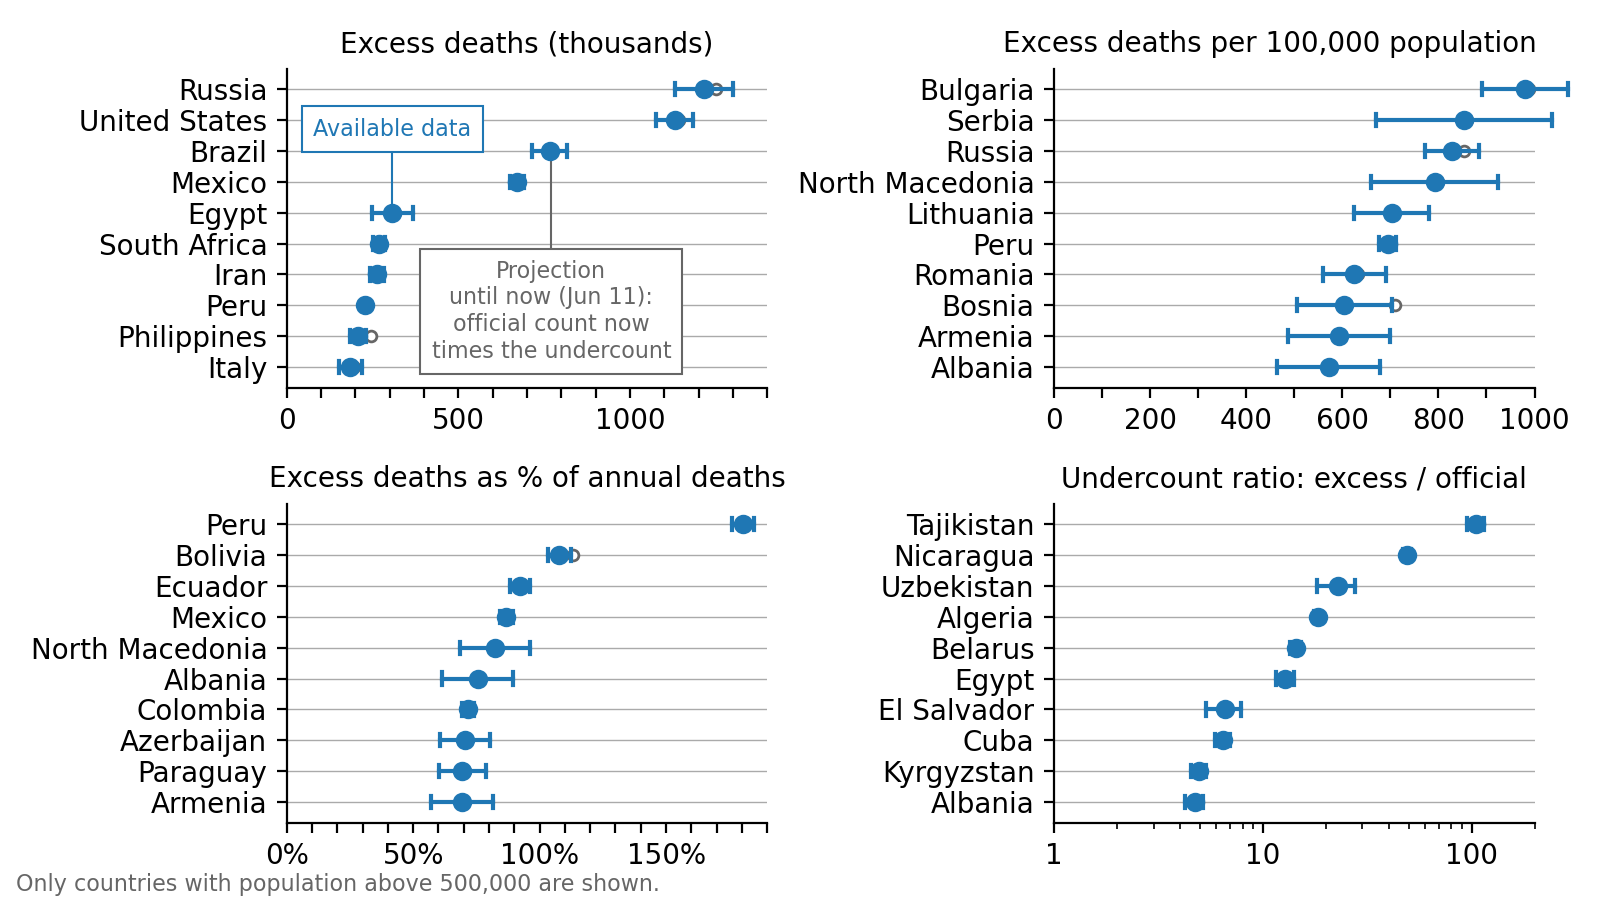 Excess deaths (thousands)
Russia
United States
Brazil
Mexico
Egypt
South Africa
Iran
Peru
Philippines
Italy
Available data
Projection
until now (Jun 11):
official count now
times the undercount
0 500 1000
Excess deaths per 100,000 population
Bulgaria
Serbia
Russia
North Macedonia
Lithuania
Peru
Romania
Bosnia
Armenia
Albania
0 200 400 600 800 1000
Excess deaths as % of annual deaths
Peru
Bolivia
Ecuador
Mexico
North Macedonia
Albania
Colombia
Azerbaijan
Paraguay
Armenia
0% 50% 100% 150%
Undercount ratio: excess / official
Tajikistan
Nicaragua
Uzbekistan
Algeria
Belarus
Egypt
El Salvador
Cuba
Kyrgyzstan
Albania
1 10 100
Only countries with population above 500,000 are shown.